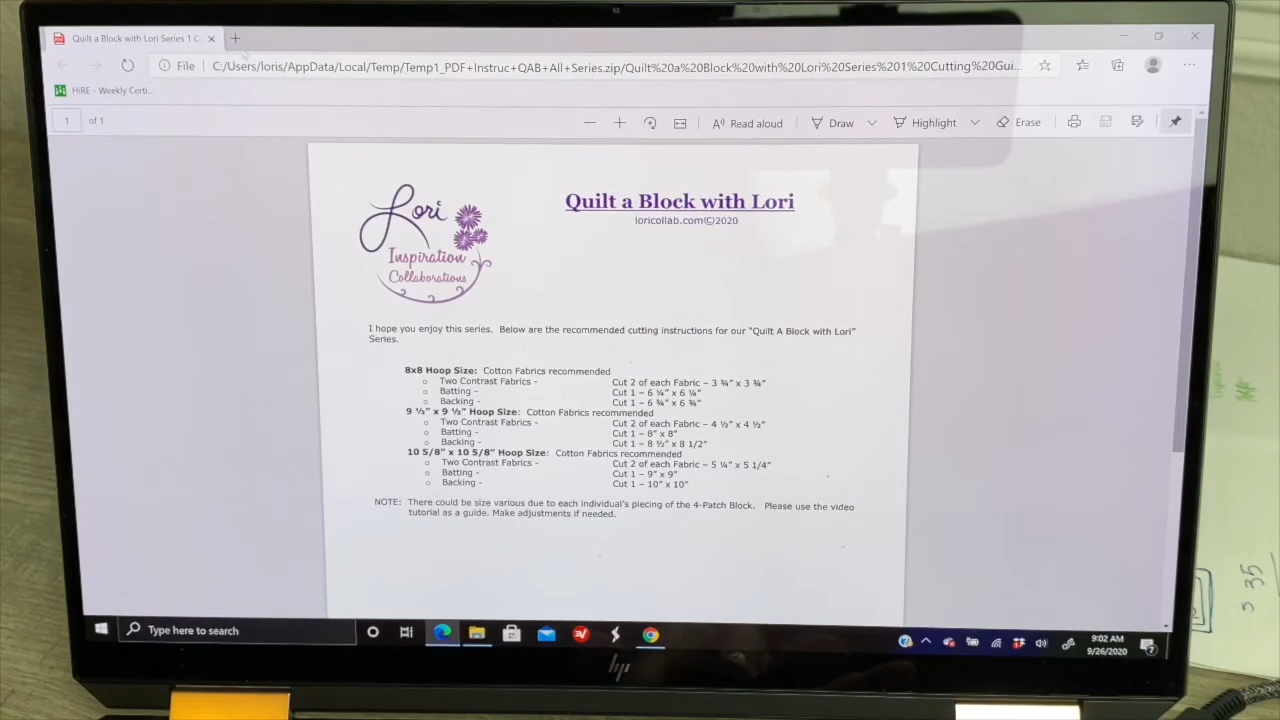 Quilt a Block with Lori Series 1 C
File
C:/Users/loris/AppData/Local/Temp/Temp1_PDF+Instruc+QAB+All+Series.zip/Quilt%20a%20Block%20with%20Lori%20Series%201%20Cutting%20Gui...
HiRE - Weekly Certi...
1 of 1
Read aloud
Draw
Highlight
Erase
Lori
Inspiration
Collaborations
Quilt a Block with Lori
loricollab.com©2020
I hope you enjoy this series. Below are the recommended cutting instructions for our "Quilt A Block with Lori"
Series.
8x8 Hoop Size: Cotton Fabrics recommended
o Two Contrast Fabrics - Cut 2 of each Fabric – 3 ¾" x 3 ¾"
o Batting - Cut 1 – 6 ¼" x 6 ¼"
o Backing - Cut 1 – 6 ¾" x 6 ¾"
9 ½" x 9 ½" Hoop Size: Cotton Fabrics recommended
o Two Contrast Fabrics - Cut 2 of each Fabric – 4 ½" x 4 ½"
o Batting - Cut 1 – 8" x 8"
o Backing - Cut 1 – 8 ½" x 8 1/2"
10 5/8" x 10 5/8" Hoop Size: Cotton Fabrics recommended
o Two Contrast Fabrics - Cut 2 of each Fabric – 5 ¼" x 5 1/4"
o Batting - Cut 1 – 9" x 9"
o Backing - Cut 1 – 10" x 10"
NOTE: There could be size various due to each individual's piecing of the 4-Patch Block. Please use the video
tutorial as a guide. Make adjustments if needed.
Type here to search
9:02 AM
9/26/2020
7
hp
35